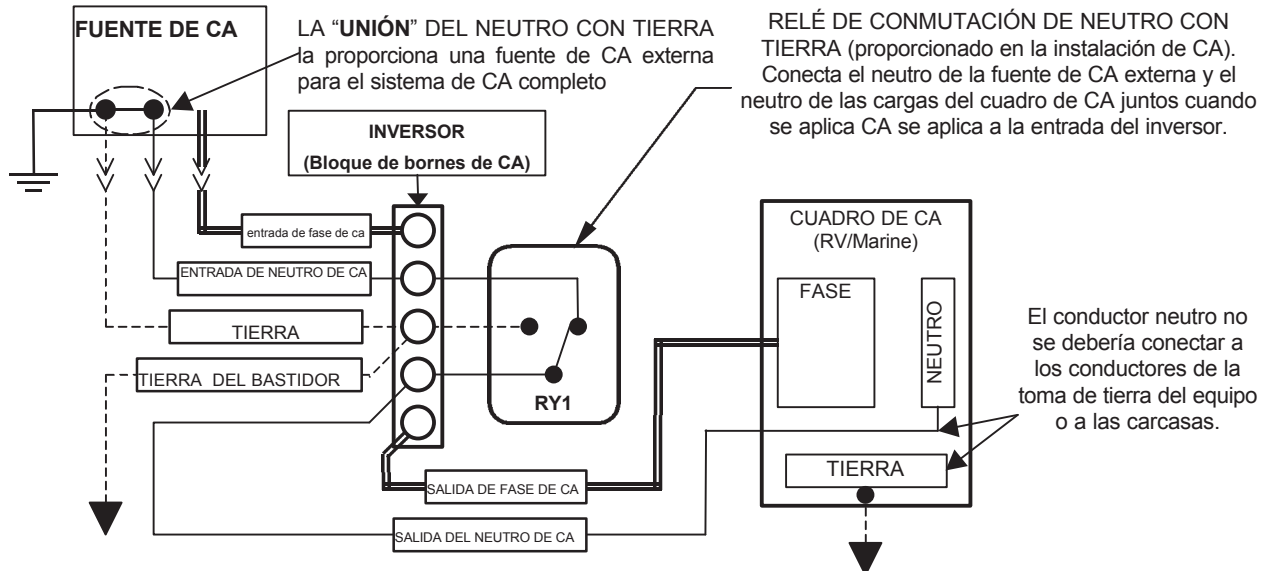 FUENTE DE CA
LA “UNIÓN” DEL NEUTRO CON TIERRA
la proporciona una fuente de CA externa
para el sistema de CA completo
RELÉ DE CONMUTACIÓN DE NEUTRO CON
TIERRA (proporcionado en la instalación de CA).
Conecta el neutro de la fuente de CA externa y el
neutro de las cargas del cuadro de CA juntos cuando
se aplica CA se aplica a la entrada del inversor.
INVERSOR
(Bloque de bornes de CA)
entrada de fase de ca
ENTRADA DE NEUTRO DE CA
TIERRA
TIERRA DEL BASTIDOR
RY1
SALIDA DE FASE DE CA
SALIDA DEL NEUTRO DE CA
CUADRO DE CA
(RV/Marine)
FASE
NEUTRO
TIERRA
El conductor neutro no
se debería conectar a
los conductores de la
toma de tierra del equipo
o a las carcasas.